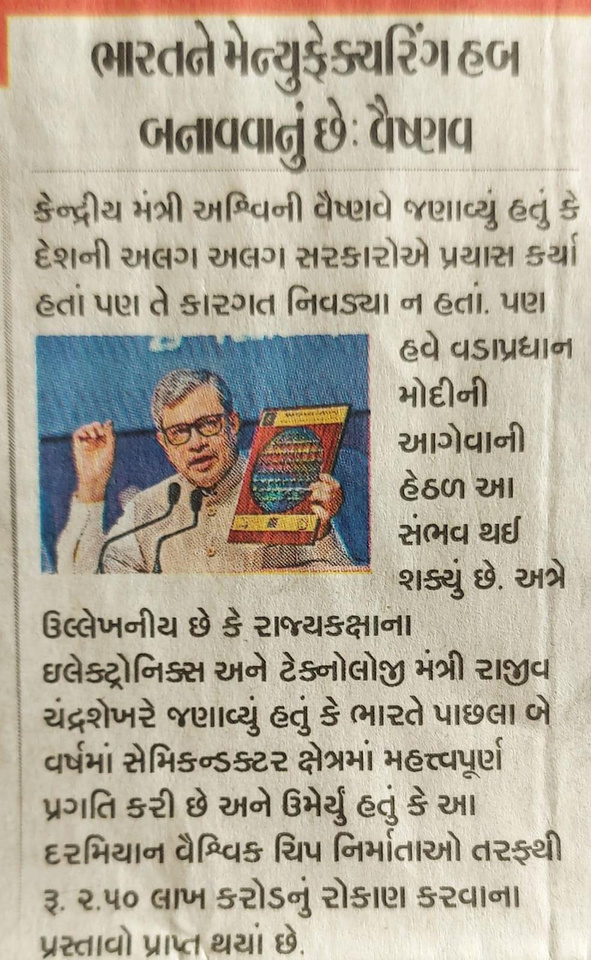 ભારતને મેન્યુફેક્ચરિંગ હબ
બનાવવાનું છે: વૈષ્ણવ
કેન્દ્રીય મંત્રી અશ્વિની વૈષ્ણવે જણાવ્યું હતું કે
દેશની અલગ અલગ સરકારોએ પ્રયાસ કર્યા
હતાં પણ તે કારગત નિવડ્યા ન હતાં. પણ
હવે વડાપ્રધાન
મોદીની
આગેવાની
હેઠળ આ
સંભવ થઈ
શક્યું છે. અત્રે
ઉલ્લેખનીય છે કે રાજ્યકક્ષાના
ઇલેક્ટ્રોનિક્સ અને ટેક્નોલોજી મંત્રી રાજીવ
ચંદ્રશેખરે જણાવ્યું હતું કે ભારતે પાછલા બે
વર્ષમાં સેમિકન્ડક્ટર ક્ષેત્રમાં મહત્ત્વપૂર્ણ
પ્રગતિ કરી છે અને ઉમેર્યું હતું કે આ
દરમિયાન વૈશ્વિક ચિપ નિર્માતાઓ તરફથી
રૂ. ૨.૫૦ લાખ કરોડનું રોકાણ કરવાના
પ્રસ્તાવો પ્રાપ્ત થયાં છે.